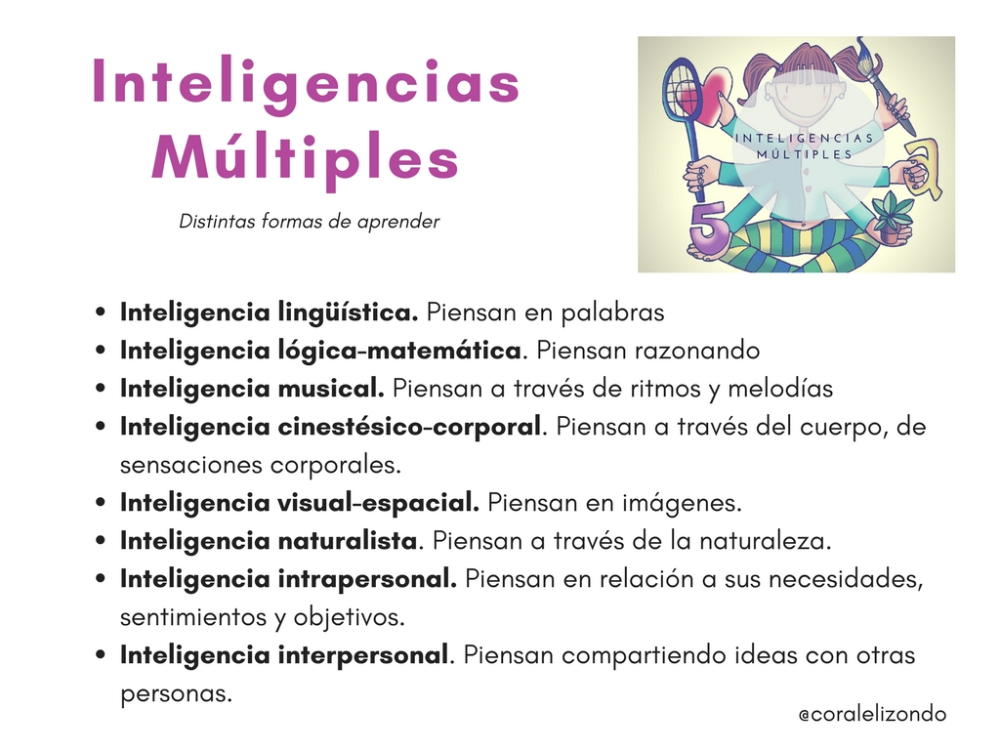 Inteligencias
Múltiples
Distintas formas de aprender
INTELIGENCIAS
MÚLTIPLES
5
• Inteligencia lingüística. Piensan en palabras
• Inteligencia lógica-matemática. Piensan razonando
• Inteligencia musical. Piensan a través de ritmos y melodías
• Inteligencia cinestésico-corporal. Piensan a través del cuerpo, de
sensaciones corporales.
• Inteligencia visual-espacial. Piensan en imágenes.
• Inteligencia naturalista. Piensan a través de la naturaleza.
• Inteligencia intrapersonal. Piensan en relación a sus necesidades,
sentimientos y objetivos.
• Inteligencia interpersonal. Piensan compartiendo ideas con otras
personas.
@coralelizondo